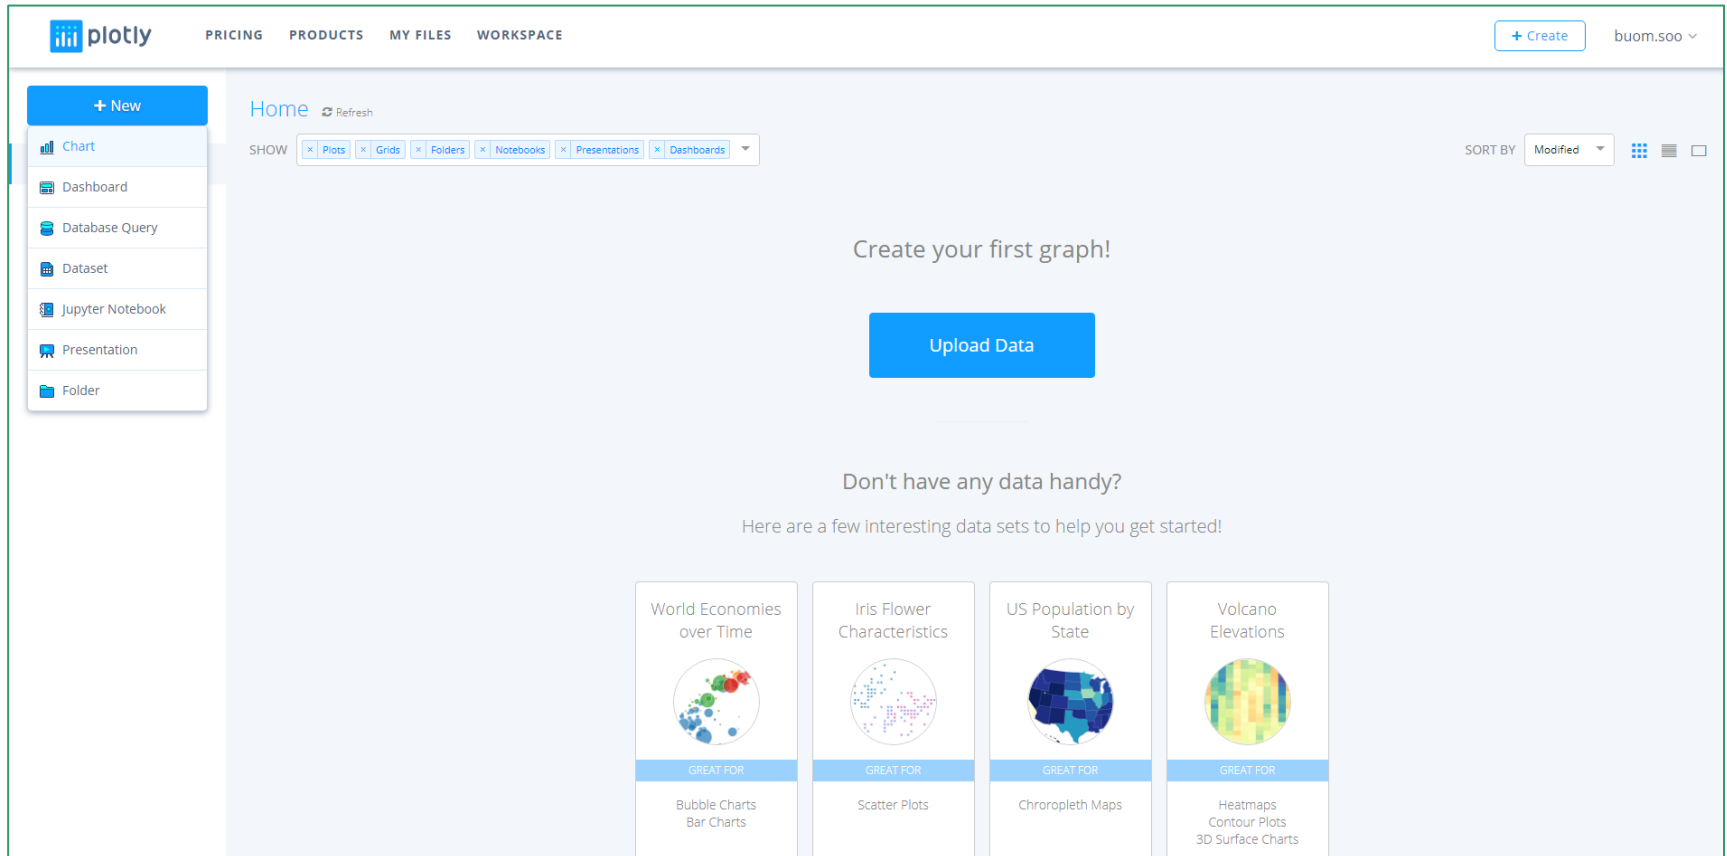 plotly PRICING PRODUCTS MY FILES WORKSPACE + Create buom.soo
+ New
Chart
Dashboard
Database Query
Dataset
Jupyter Notebook
Presentation
Folder
Home Refresh
SHOW × Plots × Grids × Folders × Notebooks × Presentations × Dashboards
SORT BY Modified
Create your first graph!
Upload Data
Don't have any data handy?
Here are a few interesting data sets to help you get started!
World Economies
over Time
GREAT FOR
Bubble Charts
Bar Charts
Iris Flower
Characteristics
GREAT FOR
Scatter Plots
US Population by
State
GREAT FOR
Chroropleth Maps
Volcano
Elevations
GREAT FOR
Heatmaps
Contour Plots
3D Surface Charts